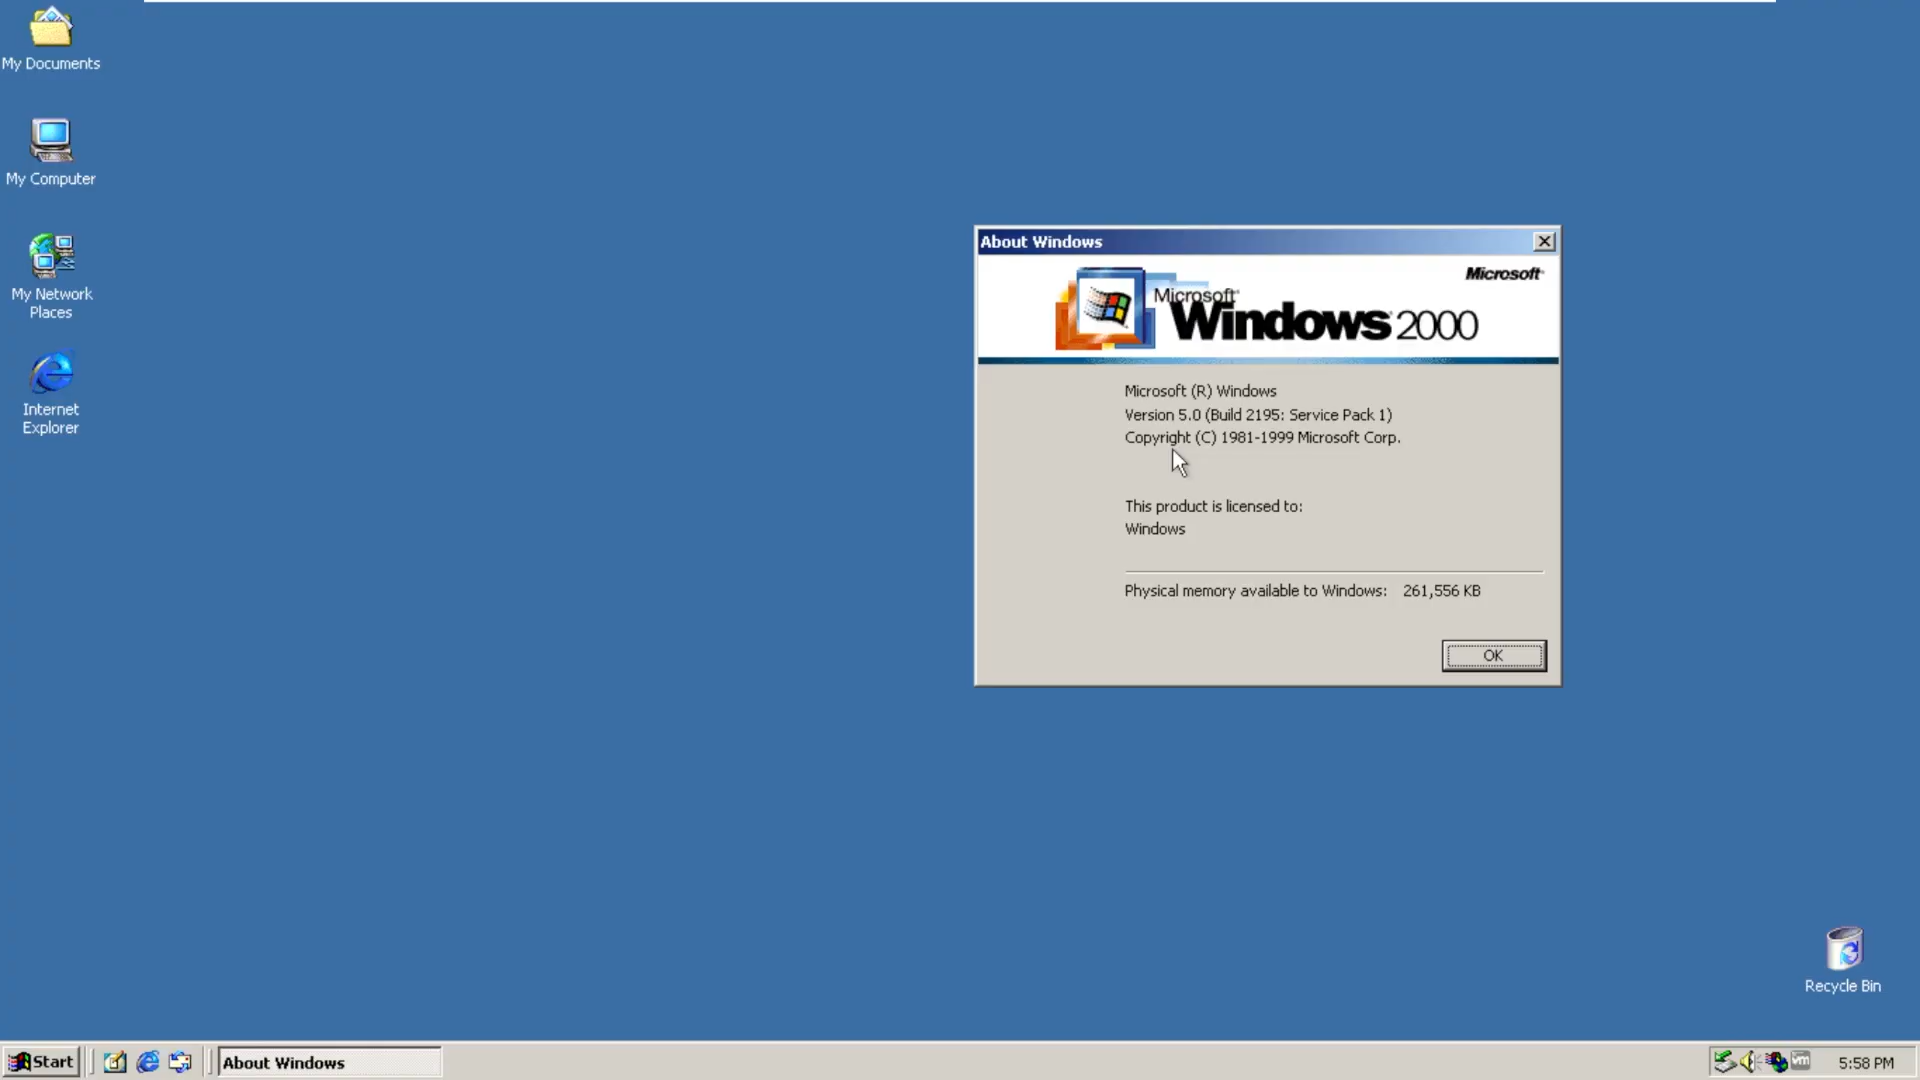 My Documents
My Computer
My Network
Places
Internet
Explorer
About Windows
Microsoft
Microsoft
Windows 2000
Microsoft (R) Windows
Version 5.0 (Build 2195: Service Pack 1)
Copyright (C) 1981-1999 Microsoft Corp.
This product is licensed to:
Windows
Physical memory available to Windows: 261,556 KB
OK
Recycle Bin
Start
About Windows
vm
5:58 PM